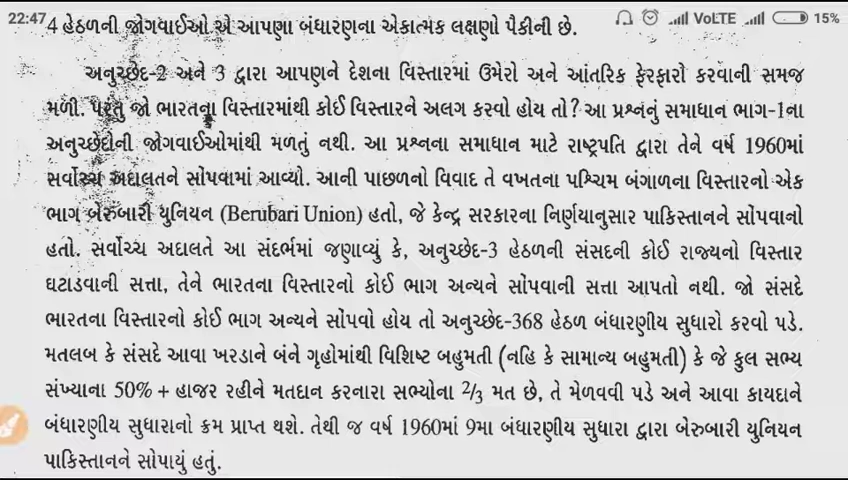 22:47 VoLTE 15%
4 હેઠળની જોગવાઈઓ એ આપણા બંધારણના એકાત્મક લક્ષણો પૈકીની છે.
અનુચ્છેદ-2 અને 3 દ્વારા આપણને દેશના વિસ્તારમાં ઉમેરો અને આંતરિક ફેરફારો કરવાની સમજ
મળી. પરંતુ જો ભારતના વિસ્તારમાંથી કોઈ વિસ્તારને અલગ કરવો હોય તો? આ પ્રશ્નનું સમાધાન ભાગ-1ના
અનુચ્છેદોની જોગવાઈઓમાંથી મળતું નથી. આ પ્રશ્નના સમાધાન માટે રાષ્ટ્રપતિ દ્વારા તેને વર્ષ 1960માં
સર્વોચ્ચ અદાલતને સોંપવામાં આવ્યો. આની પાછળનો વિવાદ તે વખતના પશ્ચિમ બંગાળના વિસ્તારનો એક
ભાગ બેરુબારી યુનિયન (Berubari Union) હતો, જે કેન્દ્ર સરકારના નિર્ણયાનુસાર પાકિસ્તાનને સોંપવાનો
હતો. સર્વોચ્ચ અદાલતે આ સંદર્ભમાં જણાવ્યું કે, અનુચ્છેદ-3 હેઠળની સંસદની કોઈ રાજ્યનો વિસ્તાર
ઘટાડવાની સત્તા, તેને ભારતના વિસ્તારનો કોઈ ભાગ અન્યને સોંપવાની સત્તા આપતો નથી. જો સંસદે
ભારતના વિસ્તારનો કોઈ ભાગ અન્યને સોંપવો હોય તો અનુચ્છેદ-368 હેઠળ બંધારણીય સુધારો કરવો પડે.
મતલબ કે સંસદે આવા ખરડાને બંને ગૃહોમાંથી વિશિષ્ટ બહુમતી (નહિ કે સામાન્ય બહુમતી) કે જે કુલ સભ્ય
સંખ્યાના 50% + હાજર રહીને મતદાન કરનારા સભ્યોના 2/3 મત છે, તે મેળવવી પડે અને આવા કાયદાને
બંધારણીય સુધારાનો ક્રમ પ્રાપ્ત થશે. તેથી જ વર્ષ 1960માં 9મા બંધારણીય સુધારા દ્વારા બેરુબારી યુનિયન
પાકિસ્તાનને સોપાયું હતું.